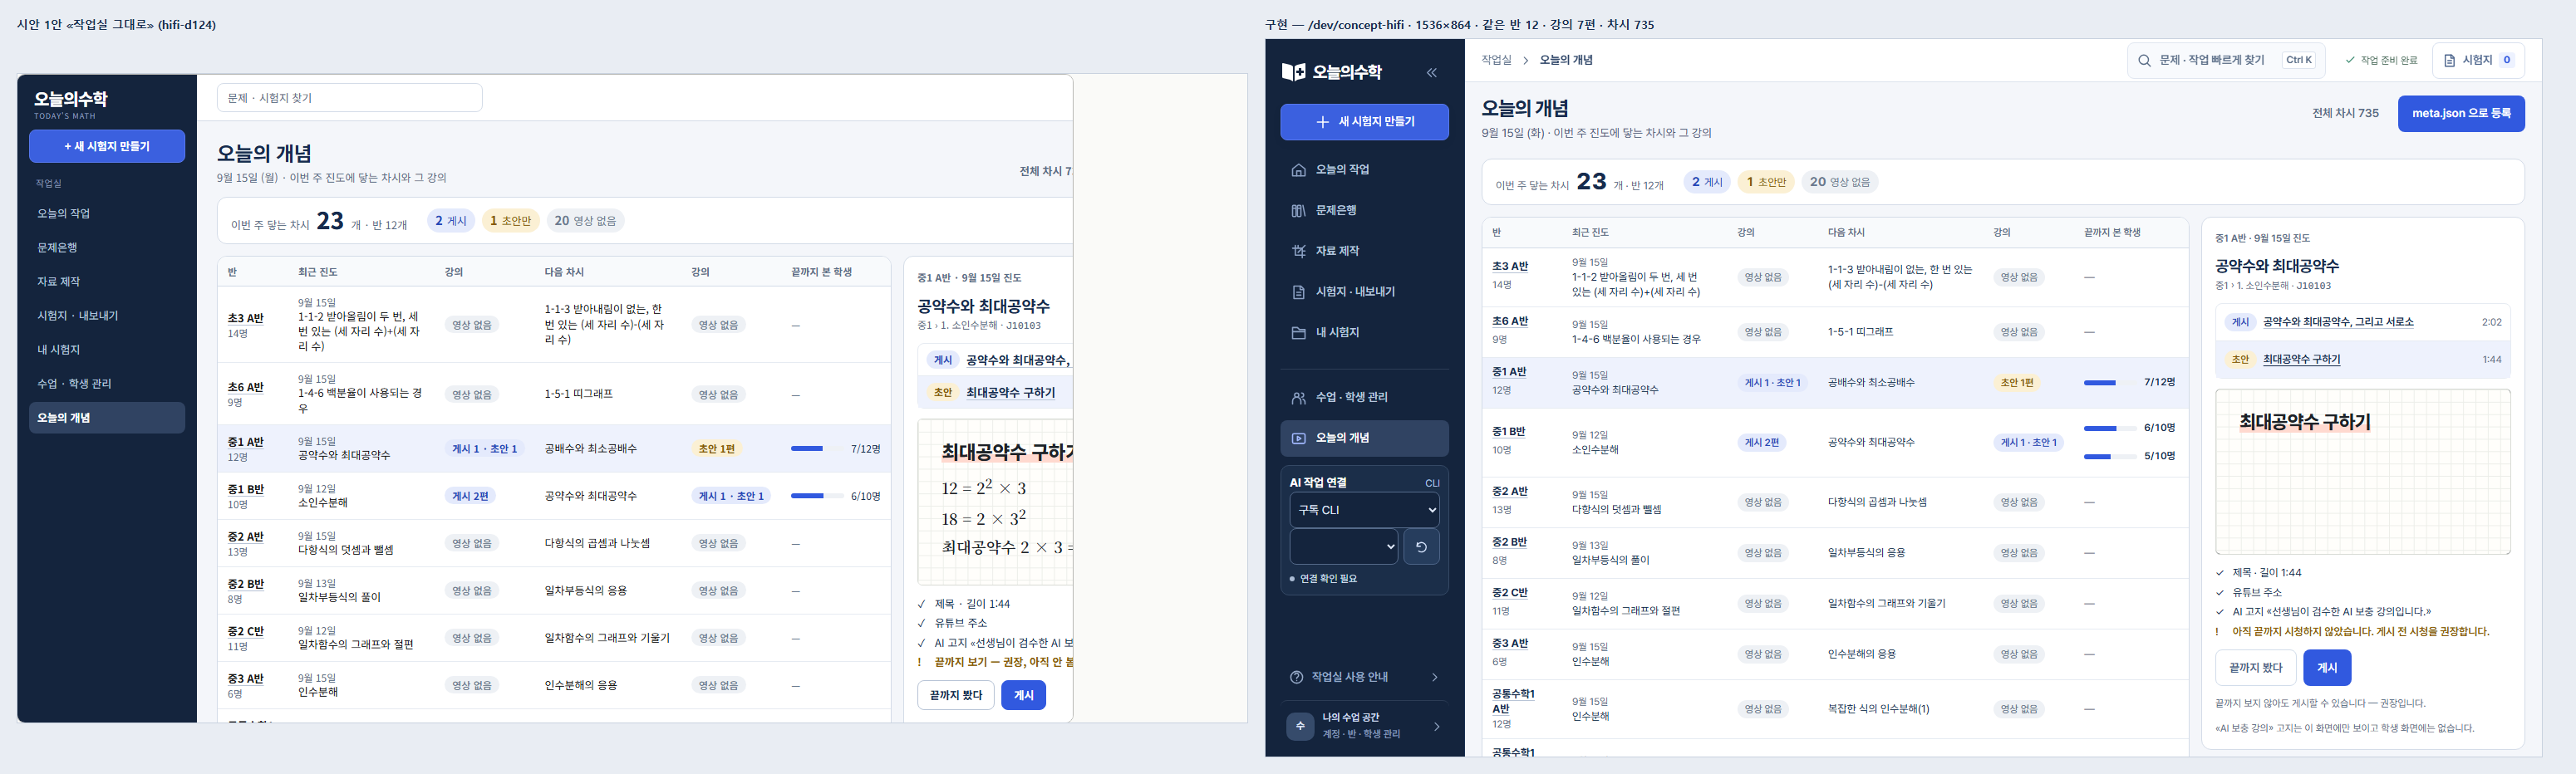 시안 1안 «작업실 그대로» (hifi-d124)
오늘의수학
TODAY'S MATH
+ 새 시험지 만들기
작업실
오늘의 작업
문제은행
자료 제작
시험지 · 내보내기
내 시험지
수업 · 학생 관리
오늘의 개념
문제 · 시험지 찾기
오늘의 개념
9월 15일 (월) · 이번 주 진도에 닿는 차시와 그 강의
전체 차시 7
이번 주 닿는 차시 23 개 · 반 12개 2 게시 1 초안만 20 영상 없음
반 최근 진도 강의 다음 차시 강의 끝까지 본 학생
초3 A반
14명
9월 15일
1-1-2 받아올림이 두 번, 세
번 있는 (세 자리 수)+(세 자
리 수)
영상 없음
1-1-3 받아내림이 없는, 한
번 있는 (세 자리 수)-(세 자
리 수)
영상 없음
—
초6 A반
9명
9월 15일
1-4-6 백분율이 사용되는 경
우
영상 없음
1-5-1 띠그래프
영상 없음
—
중1 A반
12명
9월 15일
공약수와 최대공약수
게시 1 · 초안 1
공배수와 최소공배수
초안 1편
7/12명
중1 B반
10명
9월 12일
소인수분해
게시 2편
공약수와 최대공약수
게시 1 · 초안 1
6/10명
중2 A반
13명
9월 15일
다항식의 덧셈과 뺄셈
영상 없음
다항식의 곱셈과 나눗셈
영상 없음
—
중2 B반
8명
9월 13일
일차부등식의 풀이
영상 없음
일차부등식의 응용
영상 없음
—
중2 C반
11명
9월 12일
일차함수의 그래프와 절편
영상 없음
일차함수의 그래프와 기울기
영상 없음
—
중3 A반
6명
9월 15일
인수분해
영상 없음
인수분해의 응용
영상 없음
—
중1 A반 · 9월 15일 진도
공약수와 최대공약수
중1 › 1. 소인수분해 · J10103
게시 공약수와 최대공약수,
초안 최대공약수 구하기
최대공약수 구하기
12 = 2² × 3
18 = 2 × 3²
최대공약수 2 × 3 =
✓ 제목 · 길이 1:44
✓ 유튜브 주소
✓ AI 고지 «선생님이 검수한 AI 보
! 끝까지 보기 — 권장, 아직 안 봄
끝까지 봤다 게시
구현 — /dev/concept-hifi · 1536×864 · 같은 반 12 · 강의 7편 · 차시 735
오늘의수학
+ 새 시험지 만들기
오늘의 작업
문제은행
자료 제작
시험지 · 내보내기
내 시험지
수업 · 학생 관리
오늘의 개념
AI 작업 연결 CLI
구독 CLI
연결 확인 필요
작업실 사용 안내
수
나의 수업 공간
계정 · 반 · 학생 관리
작업실 > 오늘의 개념
문제 · 작업 빠르게 찾기 Ctrl K
✓ 작업 준비 완료
시험지 0
오늘의 개념
9월 15일 (화) · 이번 주 진도에 닿는 차시와 그 강의
전체 차시 735
meta.json 으로 등록
이번 주 닿는 차시 23 개 · 반 12개 2 게시 1 초안만 20 영상 없음
반 최근 진도 강의 다음 차시 강의 끝까지 본 학생
초3 A반
14명
9월 15일
1-1-2 받아올림이 두 번, 세 번
있는 (세 자리 수)+(세 자리 수)
영상 없음
1-1-3 받아내림이 없는, 한 번 있는
(세 자리 수)-(세 자리 수)
영상 없음
—
초6 A반
9명
9월 15일
1-4-6 백분율이 사용되는 경우
영상 없음
1-5-1 띠그래프
영상 없음
—
중1 A반
12명
9월 15일
공약수와 최대공약수
게시 1 · 초안 1
공배수와 최소공배수
초안 1편
7/12명
중1 B반
10명
9월 12일
소인수분해
게시 2편
공약수와 최대공약수
게시 1 · 초안 1
6/10명
5/10명
중2 A반
13명
9월 15일
다항식의 덧셈과 뺄셈
영상 없음
다항식의 곱셈과 나눗셈
영상 없음
—
중2 B반
8명
9월 13일
일차부등식의 풀이
영상 없음
일차부등식의 응용
영상 없음
—
중2 C반
11명
9월 12일
일차함수의 그래프와 절편
영상 없음
일차함수의 그래프와 기울기
영상 없음
—
중3 A반
6명
9월 15일
인수분해
영상 없음
인수분해의 응용
영상 없음
—
공통수학1
A반
12명
9월 15일
인수분해
영상 없음
복잡한 식의 인수분해(1)
영상 없음
—
공통수학1
중1 A반 · 9월 15일 진도
공약수와 최대공약수
중1 › 1. 소인수분해 · J10103
게시 공약수와 최대공약수, 그리고 서로소 2:02
초안 최대공약수 구하기 1:44
최대공약수 구하기
✓ 제목 · 길이 1:44
✓ 유튜브 주소
✓ AI 고지 «선생님이 검수한 AI 보충 강의입니다.»
! 아직 끝까지 시청하지 않았습니다. 게시 전 시청을 권장합니다.
끝까지 봤다 게시
끝까지 보지 않아도 게시할 수 있습니다 — 권장입니다.
«AI 보충 강의» 고지는 이 화면에만 보이고 학생 화면에는 없습니다.